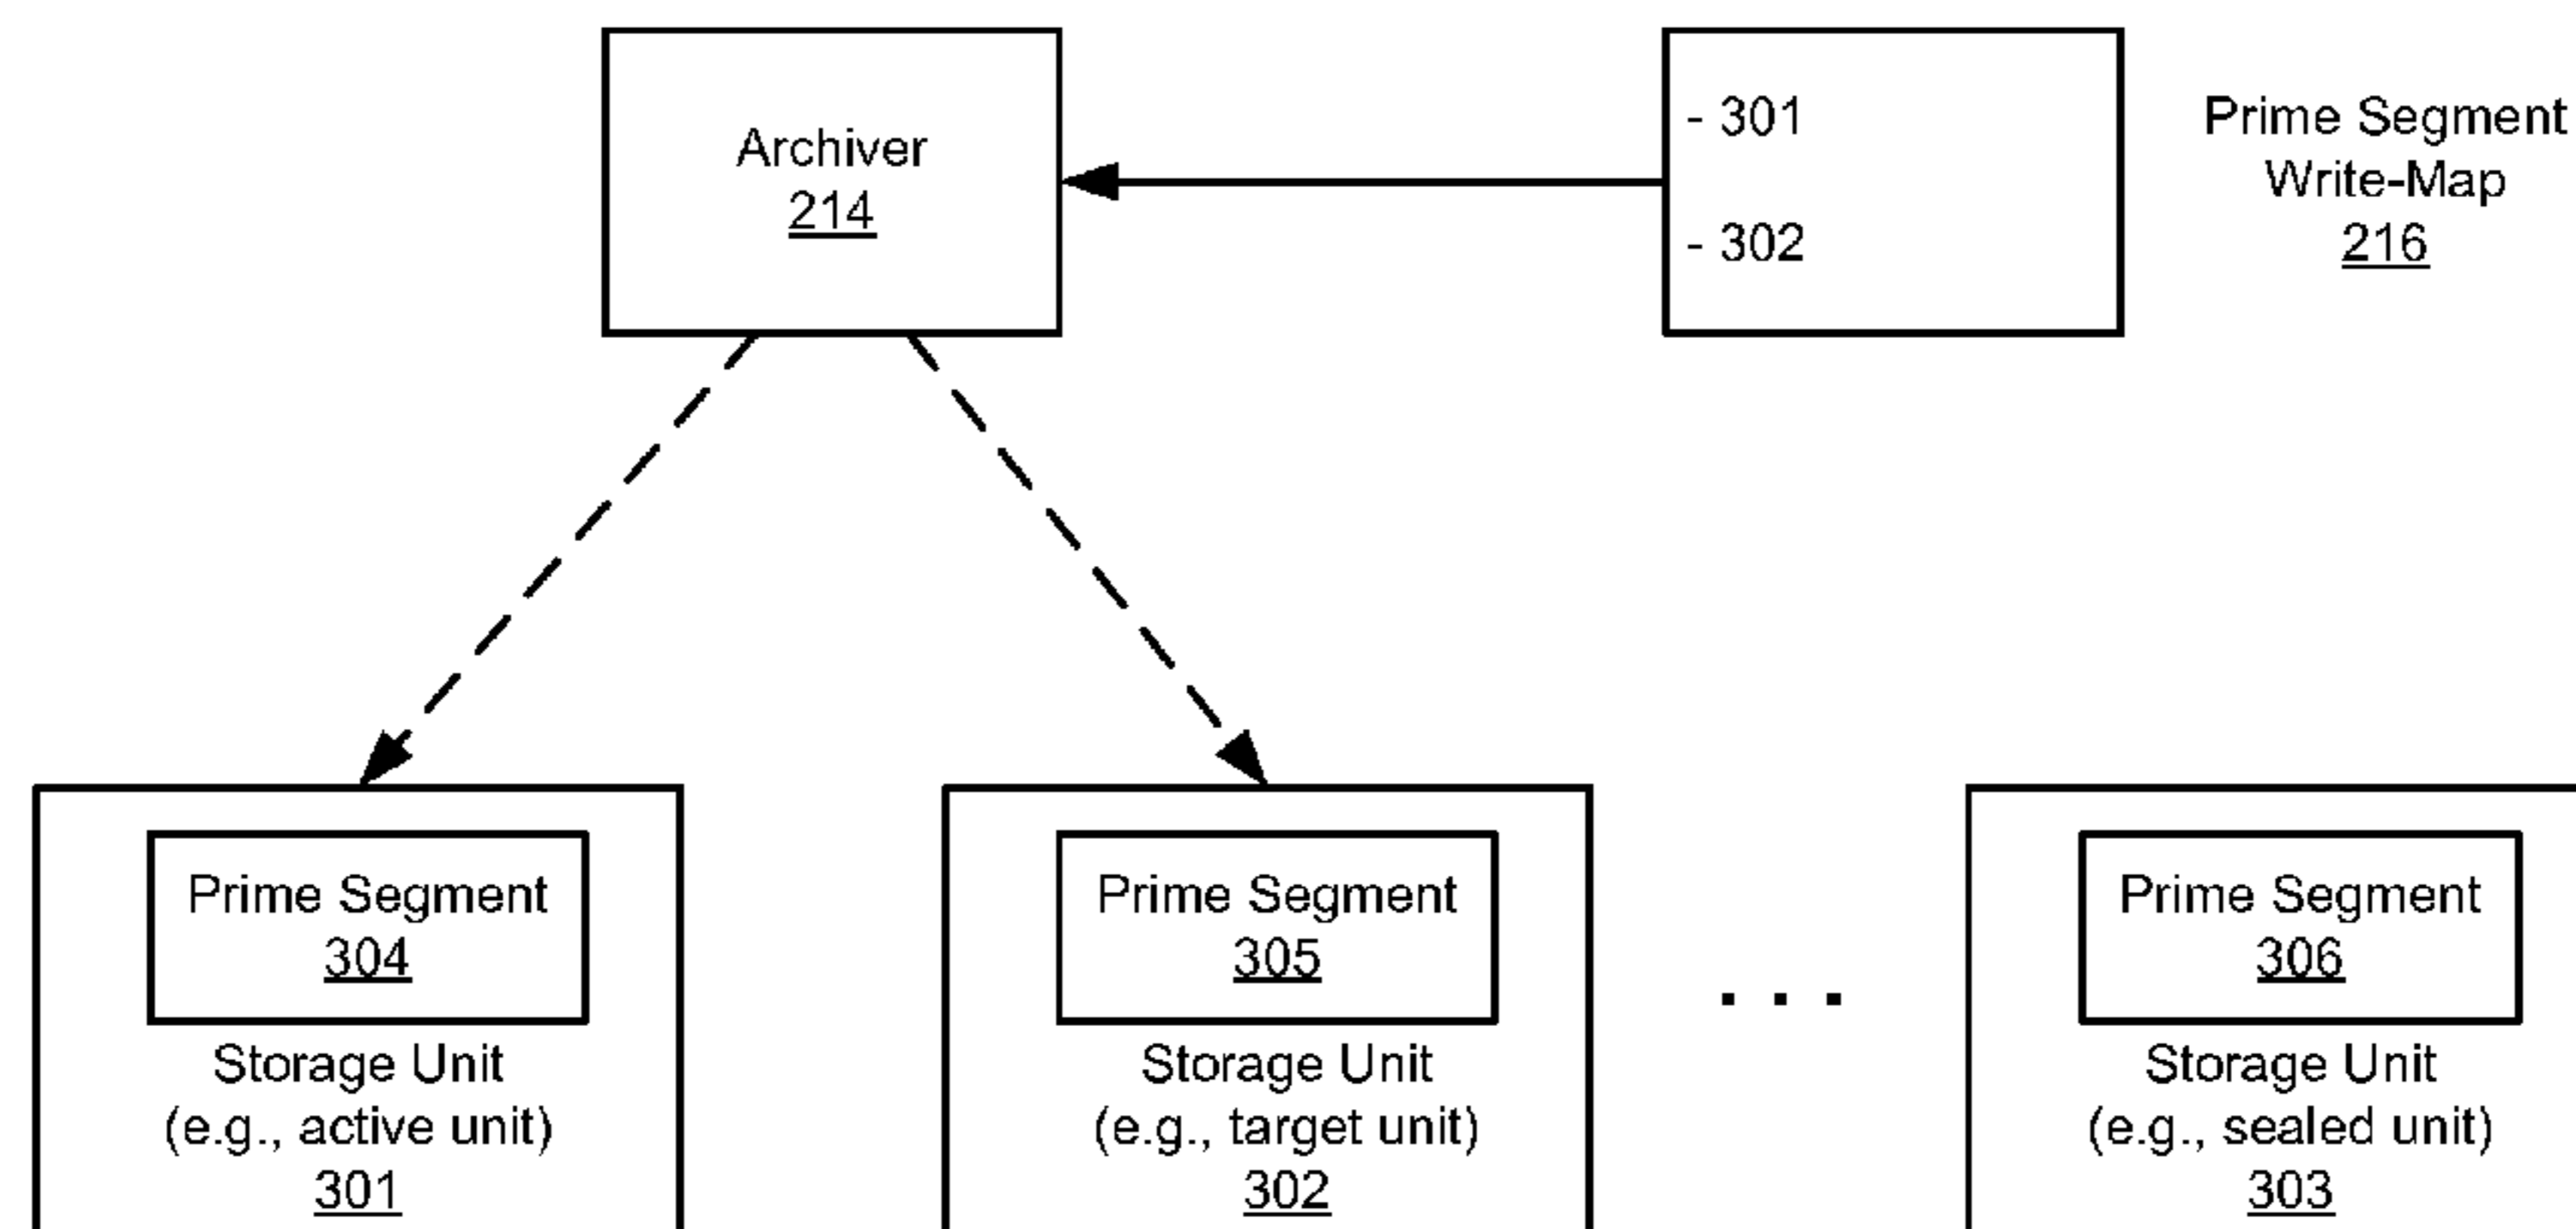 Archiver
214
- 301
- 302
Prime Segment
Write-Map
216
Prime Segment
304
Storage Unit
(e.g., active unit)
301
Prime Segment
305
Storage Unit
(e.g., target unit)
302
. . .
Prime Segment
306
Storage Unit
(e.g., sealed unit)
303